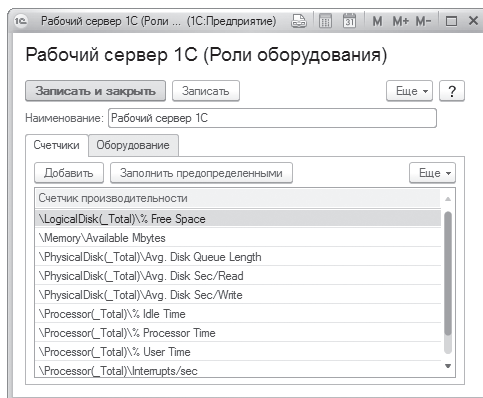 1С Рабочий сервер 1С (Роли ... (1С:Предприятие) 31 M M+ M-
Рабочий сервер 1С (Роли оборудования)
Записать и закрыть Записать Еще ?
Наименование: Рабочий сервер 1С
Счетчики Оборудование
Добавить Заполнить предопределенными Еще
Счетчик производительности
\LogicalDisk(_Total)\% Free Space
\Memory\Available Mbytes
\PhysicalDisk(_Total)\Avg. Disk Queue Length
\PhysicalDisk(_Total)\Avg. Disk Sec/Read
\PhysicalDisk(_Total)\Avg. Disk Sec/Write
\Processor(_Total)\% Idle Time
\Processor(_Total)\% Processor Time
\Processor(_Total)\% User Time
\Processor(_Total)\Interrupts/sec